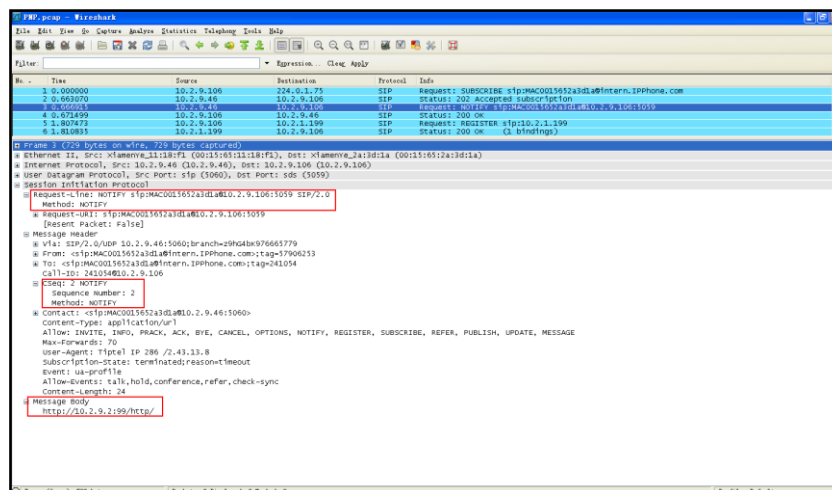 PNP.pcap - Wireshark
File Edit View Go Capture Analyze Statistics Telephony Tools Help
Filter: Expression... Clear Apply
No. . Time Source Destination Protocol Info
1 0.000000 10.2.9.106 224.0.1.75 SIP Request: SUBSCRIBE sip:MAC0015652a3d1a@intern.IPPhone.com
2 0.663070 10.2.9.46 10.2.9.106 SIP Status: 202 Accepted subscription
3 0.666915 10.2.9.46 10.2.9.106 SIP Request: NOTIFY sip:MAC0015652a3d1a@10.2.9.106:5059
4 0.671499 10.2.9.106 10.2.9.46 SIP Status: 200 OK
5 1.807473 10.2.9.106 10.2.1.199 SIP Request: REGISTER sip:10.2.1.199
6 1.810835 10.2.1.199 10.2.9.106 SIP Status: 200 OK (1 bindings)
Frame 3 (729 bytes on wire, 729 bytes captured)
Ethernet II, Src: XiamenYe_11:18:f1 (00:15:65:11:18:f1), Dst: XiamenYe_2a:3d:1a (00:15:65:2a:3d:1a)
Internet Protocol, Src: 10.2.9.46 (10.2.9.46), Dst: 10.2.9.106 (10.2.9.106)
User Datagram Protocol, Src Port: sip (5060), Dst Port: sds (5059)
Session Initiation Protocol
Request-Line: NOTIFY sip:MAC0015652a3d1a@10.2.9.106:5059 SIP/2.0
Method: NOTIFY
Request-URI: sip:MAC0015652a3d1a@10.2.9.106:5059
[Resent Packet: False]
Message Header
Via: SIP/2.0/UDP 10.2.9.46:5060;branch=z9hG4bK976665779
From: <sip:MAC0015652a3d1a@intern.IPPhone.com>;tag=57906253
To: <sip:MAC0015652a3d1a@intern.IPPhone.com>;tag=241054
Call-ID: 241054@10.2.9.106
CSeq: 2 NOTIFY
Sequence Number: 2
Method: NOTIFY
Contact: <sip:MAC0015652a3d1a@10.2.9.46:5060>
Content-Type: application/url
Allow: INVITE, INFO, PRACK, ACK, BYE, CANCEL, OPTIONS, NOTIFY, REGISTER, SUBSCRIBE, REFER, PUBLISH, UPDATE, MESSAGE
Max-Forwards: 70
User-Agent: Tiptel IP 286 /2.43.13.8
Subscription-State: terminated;reason=timeout
Event: ua-profile
Allow-Events: talk,hold,conference,refer,check-sync
Content-Length: 24
Message Body
http://10.2.9.2:99/http/